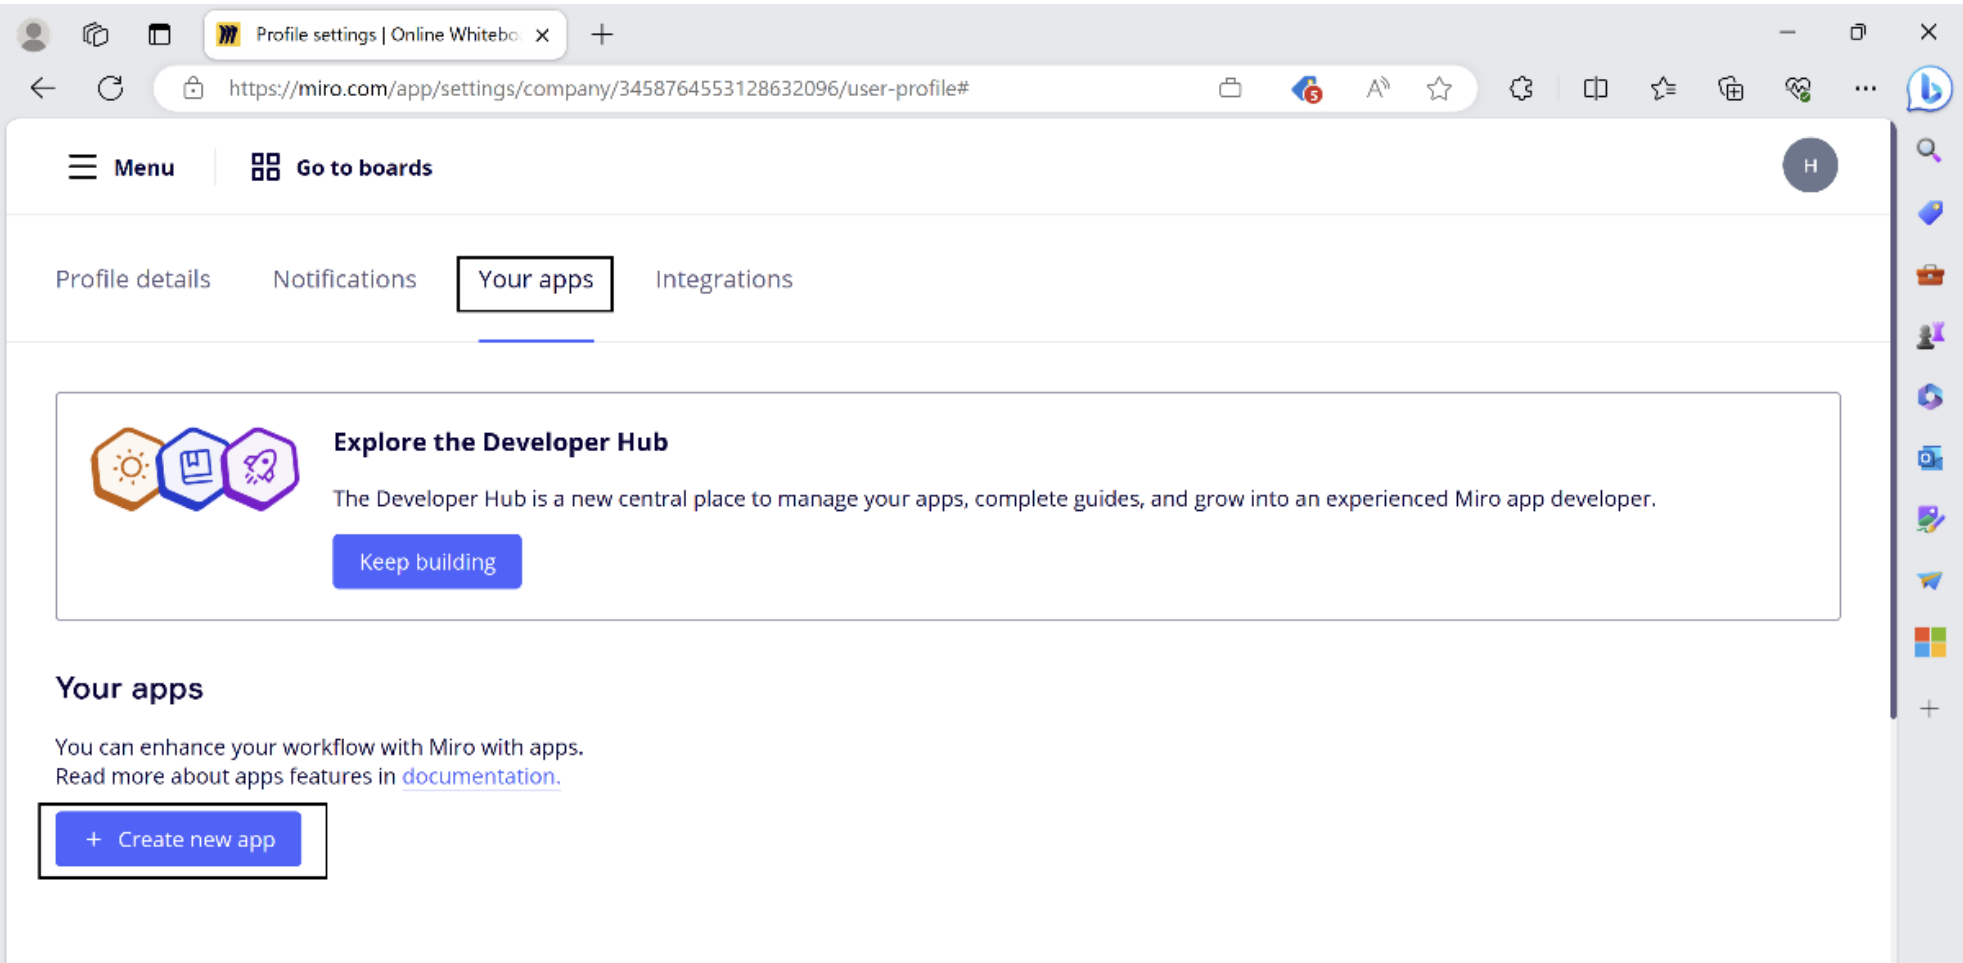 Profile settings | Online Whitebo
https://miro.com/app/settings/company/3458764553128632096/user-profile#
5
Menu
Go to boards
H
Profile details
Notifications
Your apps
Integrations
Explore the Developer Hub
The Developer Hub is a new central place to manage your apps, complete guides, and grow into an experienced Miro app developer.
Keep building
Your apps
You can enhance your workflow with Miro with apps.
Read more about apps features in documentation.
+ Create new app